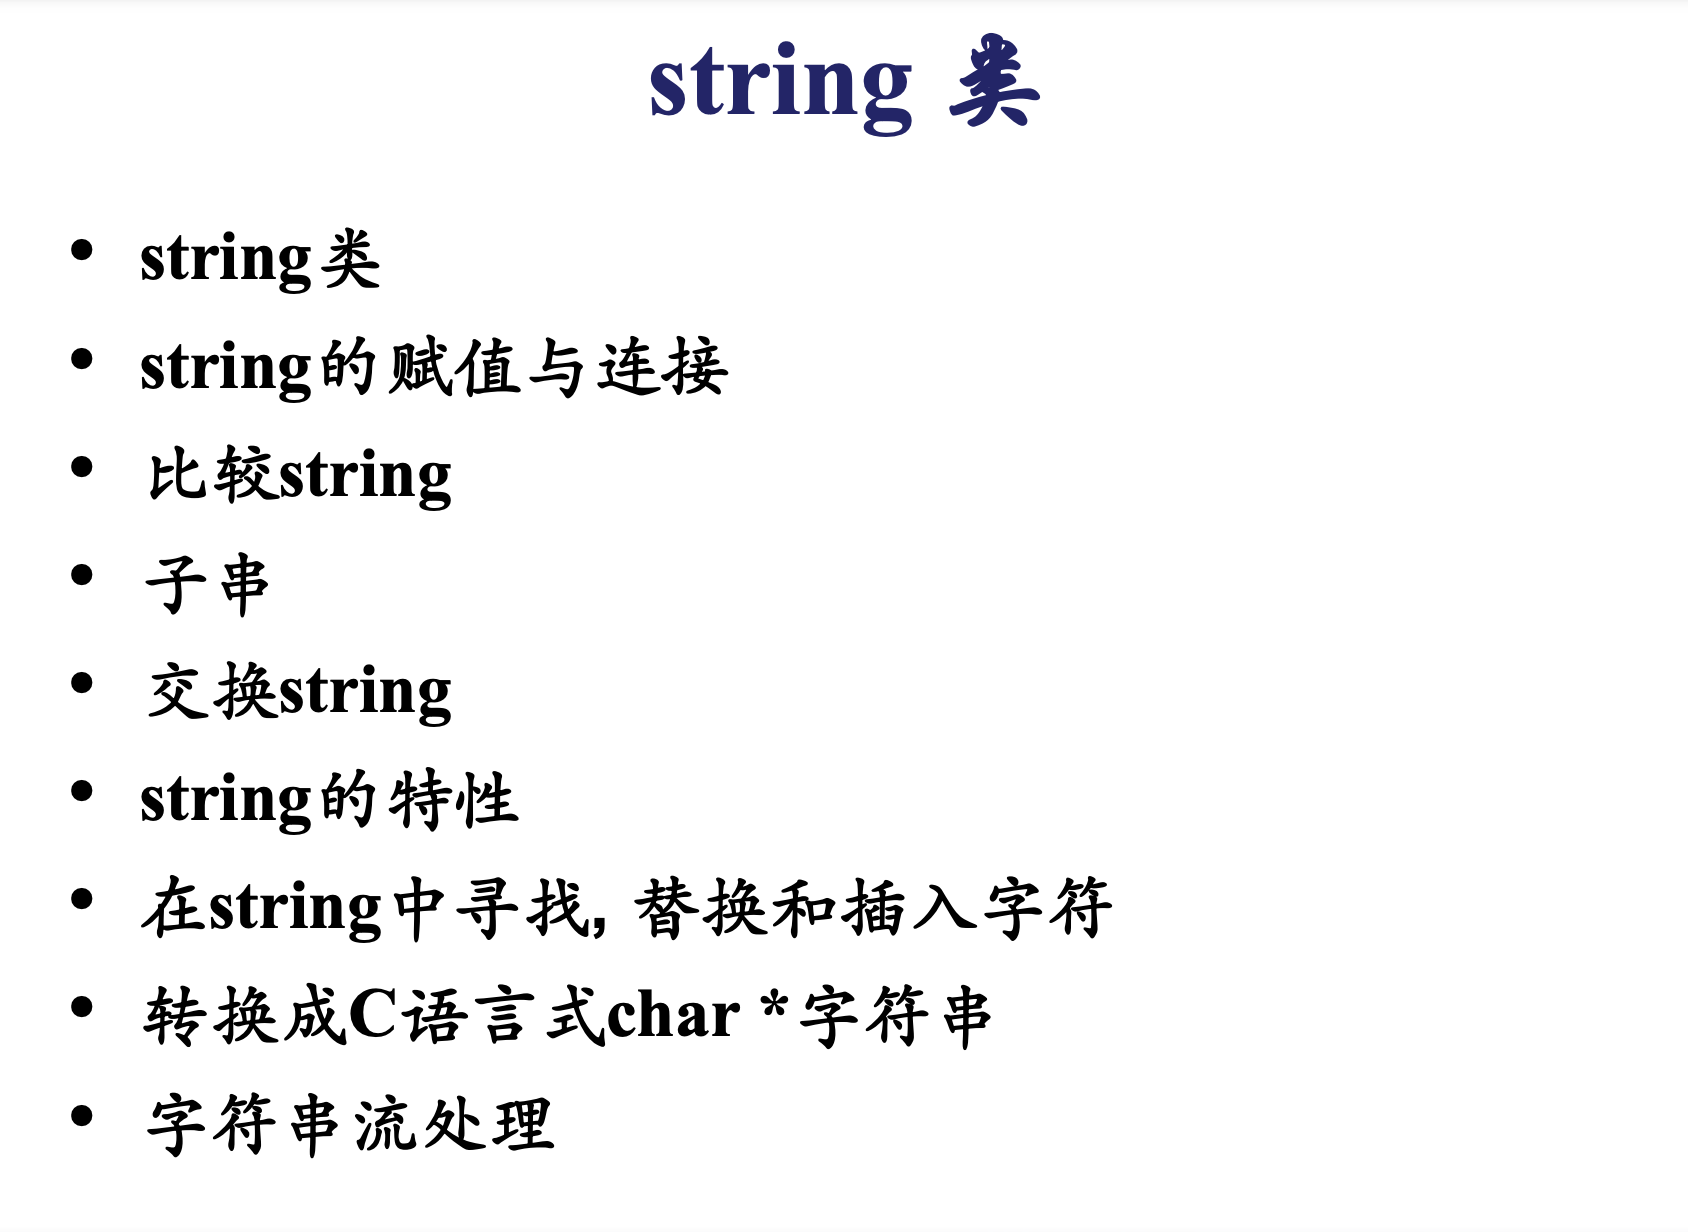 string 类
• string类
• string的赋值与连接
• 比较string
• 子串
• 交换string
• string的特性
• 在string中寻找, 替换和插入字符
• 转换成C语言式char *字符串
• 字符串流处理